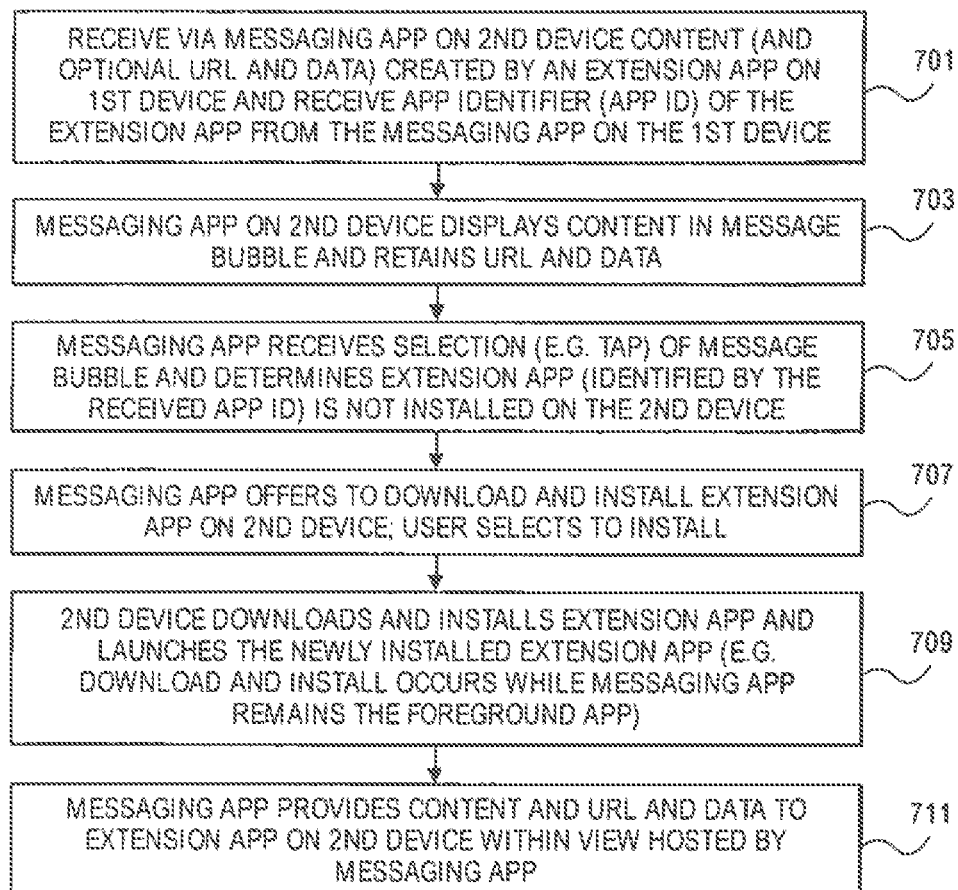 RECEIVE VIA MESSAGING APP ON 2ND DEVICE CONTENT (AND
OPTIONAL URL AND DATA) CREATED BY AN EXTENSION APP ON
1ST DEVICE AND RECEIVE APP IDENTIFIER (APP ID) OF THE
EXTENSION APP FROM THE MESSAGING APP ON THE 1ST DEVICE
701
MESSAGING APP ON 2ND DEVICE DISPLAYS CONTENT IN MESSAGE
BUBBLE AND RETAINS URL AND DATA
703
MESSAGING APP RECEIVES SELECTION (E.G. TAP) OF MESSAGE
BUBBLE AND DETERMINES EXTENSION APP (IDENTIFIED BY THE
RECEIVED APP ID) IS NOT INSTALLED ON THE 2ND DEVICE
705
MESSAGING APP OFFERS TO DOWNLOAD AND INSTALL EXTENSION
APP ON 2ND DEVICE; USER SELECTS TO INSTALL
707
2ND DEVICE DOWNLOADS AND INSTALLS EXTENSION APP AND
LAUNCHES THE NEWLY INSTALLED EXTENSION APP (E.G.
DOWNLOAD AND INSTALL OCCURS WHILE MESSAGING APP
REMAINS THE FOREGROUND APP)
709
MESSAGING APP PROVIDES CONTENT AND URL AND DATA TO
EXTENSION APP ON 2ND DEVICE WITHIN VIEW HOSTED BY
MESSAGING APP
711